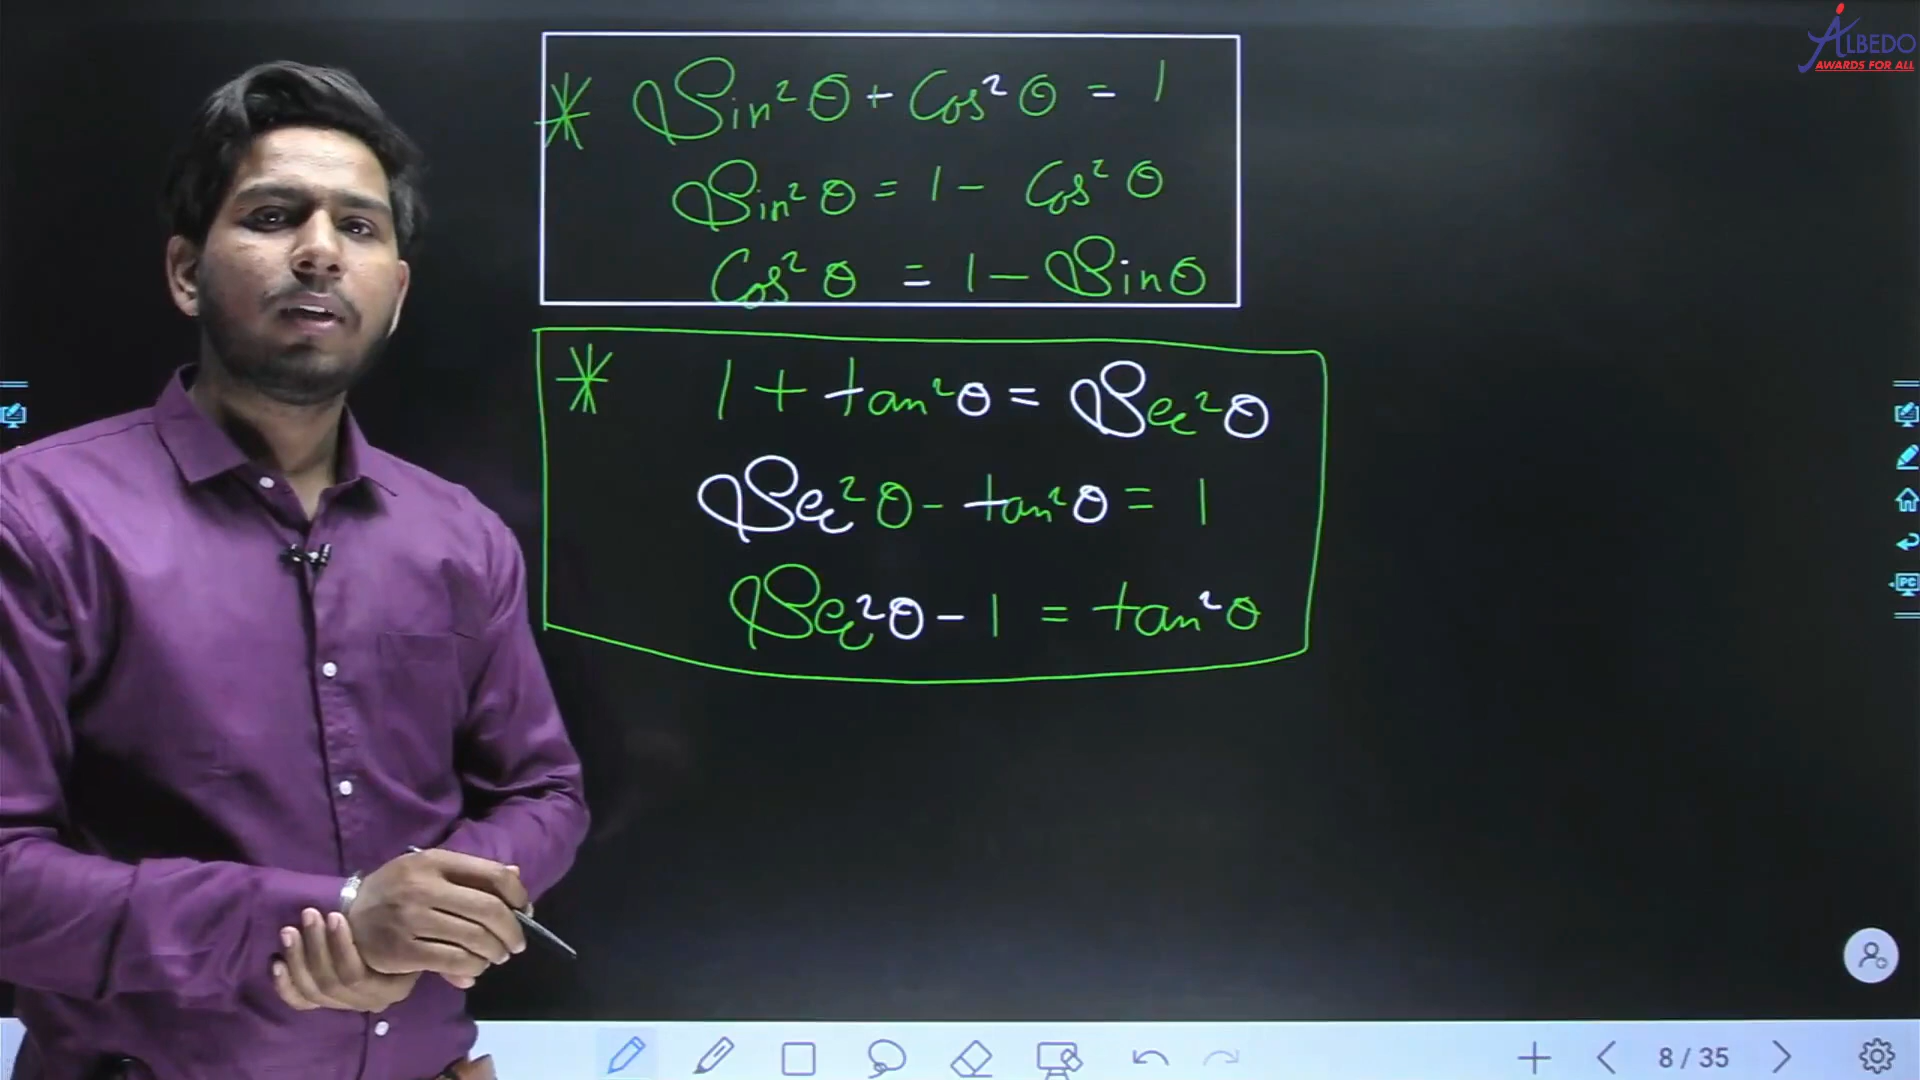 ALBEDO
AWARDS FOR ALL
* Sin²θ + Cos²θ = 1
Sin²θ = 1 - Cos²θ
Cos²θ = 1 - Sinθ
* 1 + tan²θ = Sec²θ
Sec²θ - tan²θ = 1
Sec²θ - 1 = tan²θ
PC
8 / 35